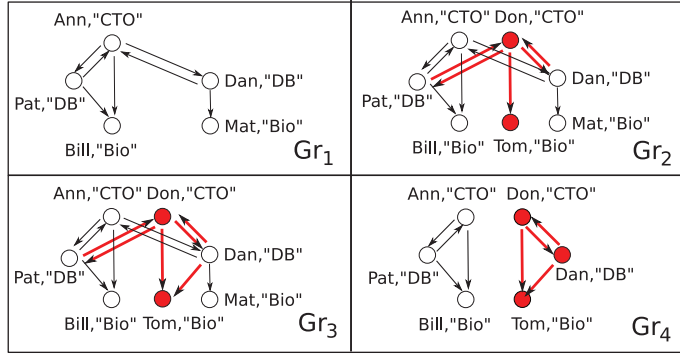 Ann,"CTO"
Dan,"DB"
Pat,"DB"
Mat,"Bio"
Bill,"Bio"
Gr1
Ann,"CTO" Don,"CTO"
Dan,"DB"
Pat,"DB"
Mat,"Bio"
Bill,"Bio" Tom,"Bio"
Gr2
Ann,"CTO" Don,"CTO"
Dan,"DB"
Pat,"DB"
Mat,"Bio"
Bill,"Bio" Tom,"Bio"
Gr3
Ann,"CTO" Don,"CTO"
Pat,"DB" Dan,"DB"
Bill,"Bio" Tom,"Bio"
Gr4